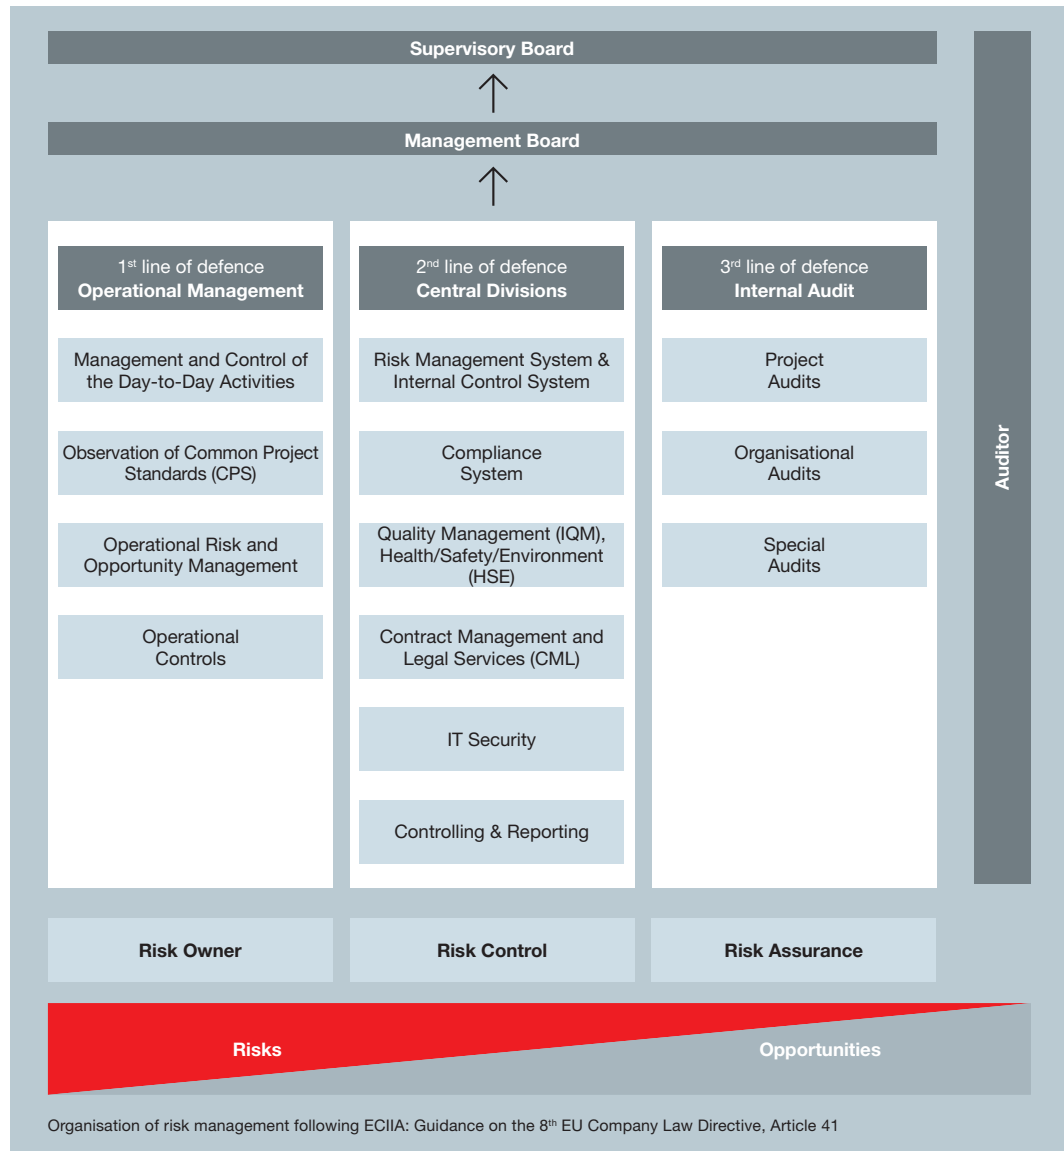 Supervisory Board
Management Board
1st line of defence
Operational Management
Management and Control of
the Day-to-Day Activities
Observation of Common Project
Standards (CPS)
Operational Risk and
Opportunity Management
Operational
Controls
2nd line of defence
Central Divisions
Risk Management System &
Internal Control System
Compliance
System
Quality Management (IQM),
Health/Safety/Environment
(HSE)
Contract Management and
Legal Services (CML)
IT Security
Controlling & Reporting
3rd line of defence
Internal Audit
Project
Audits
Organisational
Audits
Special
Audits
Auditor
Risk Owner
Risk Control
Risk Assurance
Risks
Opportunities
Organisation of risk management following ECIIA: Guidance on the 8th EU Company Law Directive, Article 41